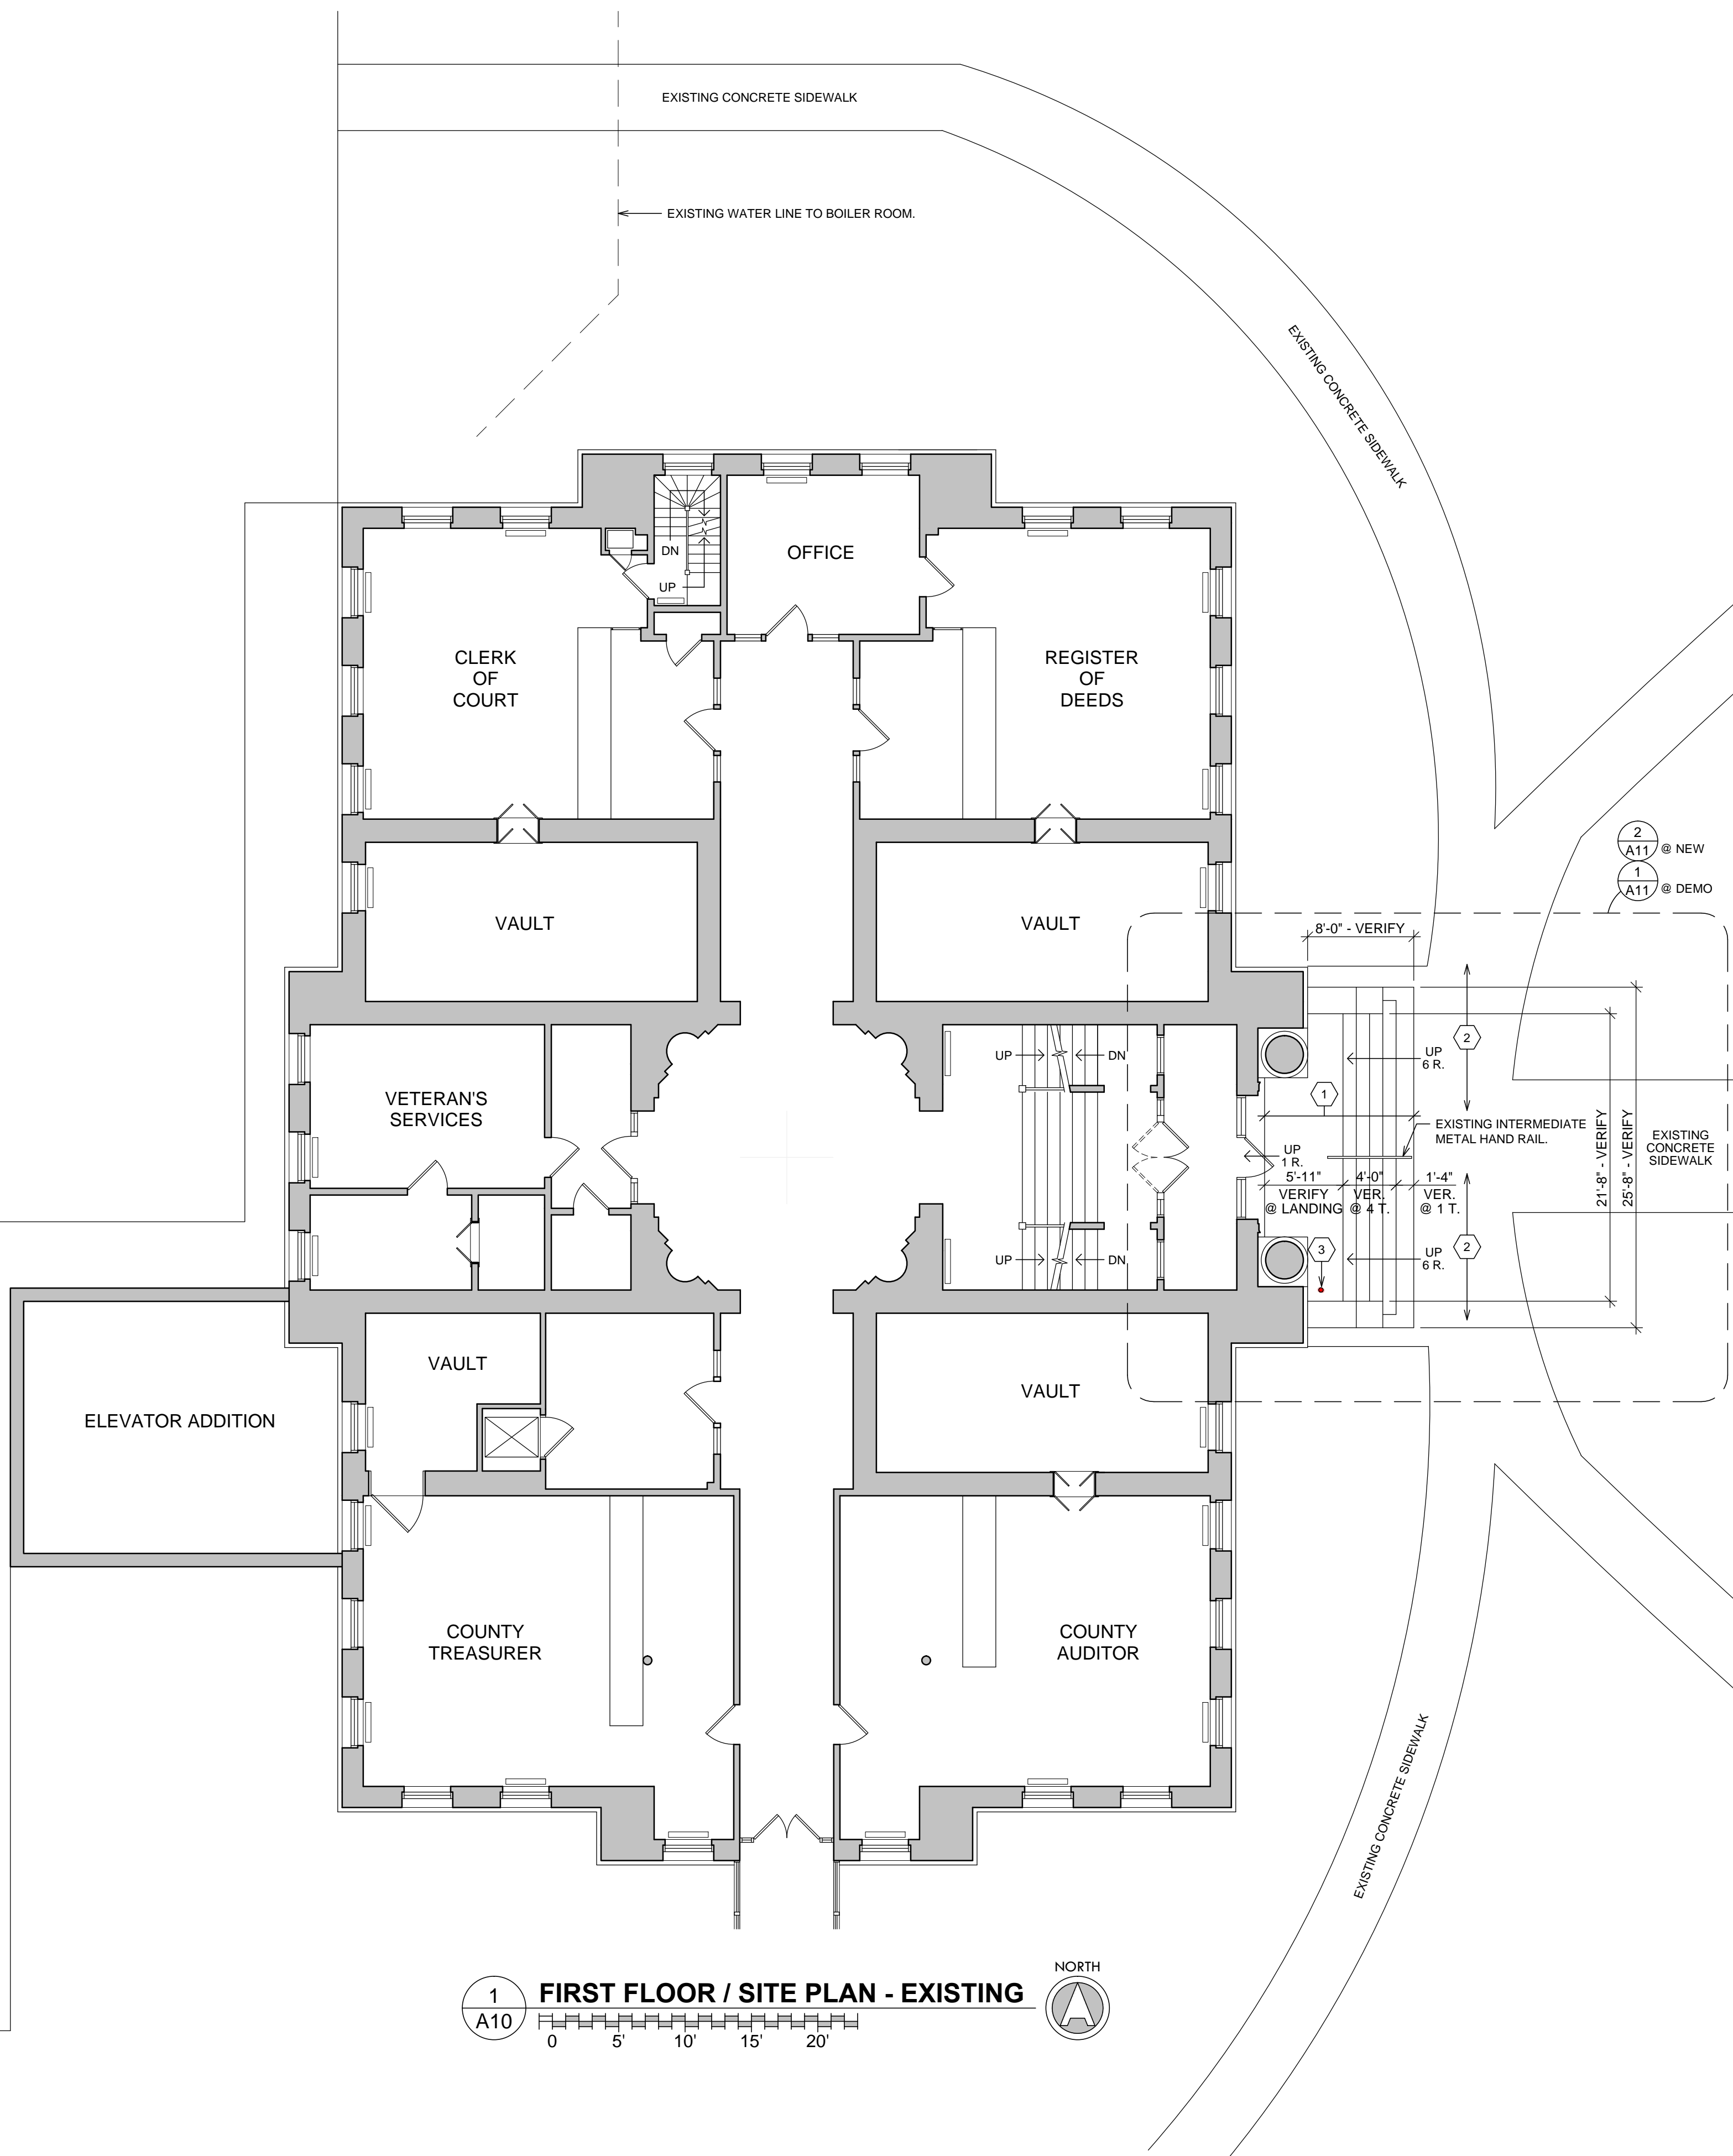 EXISTING CONCRETE SIDEWALK
EXISTING WATER LINE TO BOILER ROOM.
EXISTING CONCRETE SIDEWALK
DN
UP
OFFICE
CLERK
OF
COURT
REGISTER
OF
DEEDS
2
A11
@ NEW
1
A11
@ DEMO
VAULT
VAULT
8'-0" - VERIFY
2
UP
DN
UP
6 R.
VETERAN'S
SERVICES
1
EXISTING INTERMEDIATE
METAL HAND RAIL.
UP
1 R.
5'-11"
4'-0"
1'-4"
VERIFY
@ LANDING
VER.
@ 4 T.
VER.
@ 1 T.
21'-8" - VERIFY
25'-8" - VERIFY
EXISTING
CONCRETE
SIDEWALK
UP
DN
3
UP
6 R.
2
VAULT
VAULT
ELEVATOR ADDITION
COUNTY
TREASURER
COUNTY
AUDITOR
EXISTING CONCRETE SIDEWALK
1
A10
FIRST FLOOR / SITE PLAN - EXISTING
0 5' 10' 15' 20'
NORTH
A